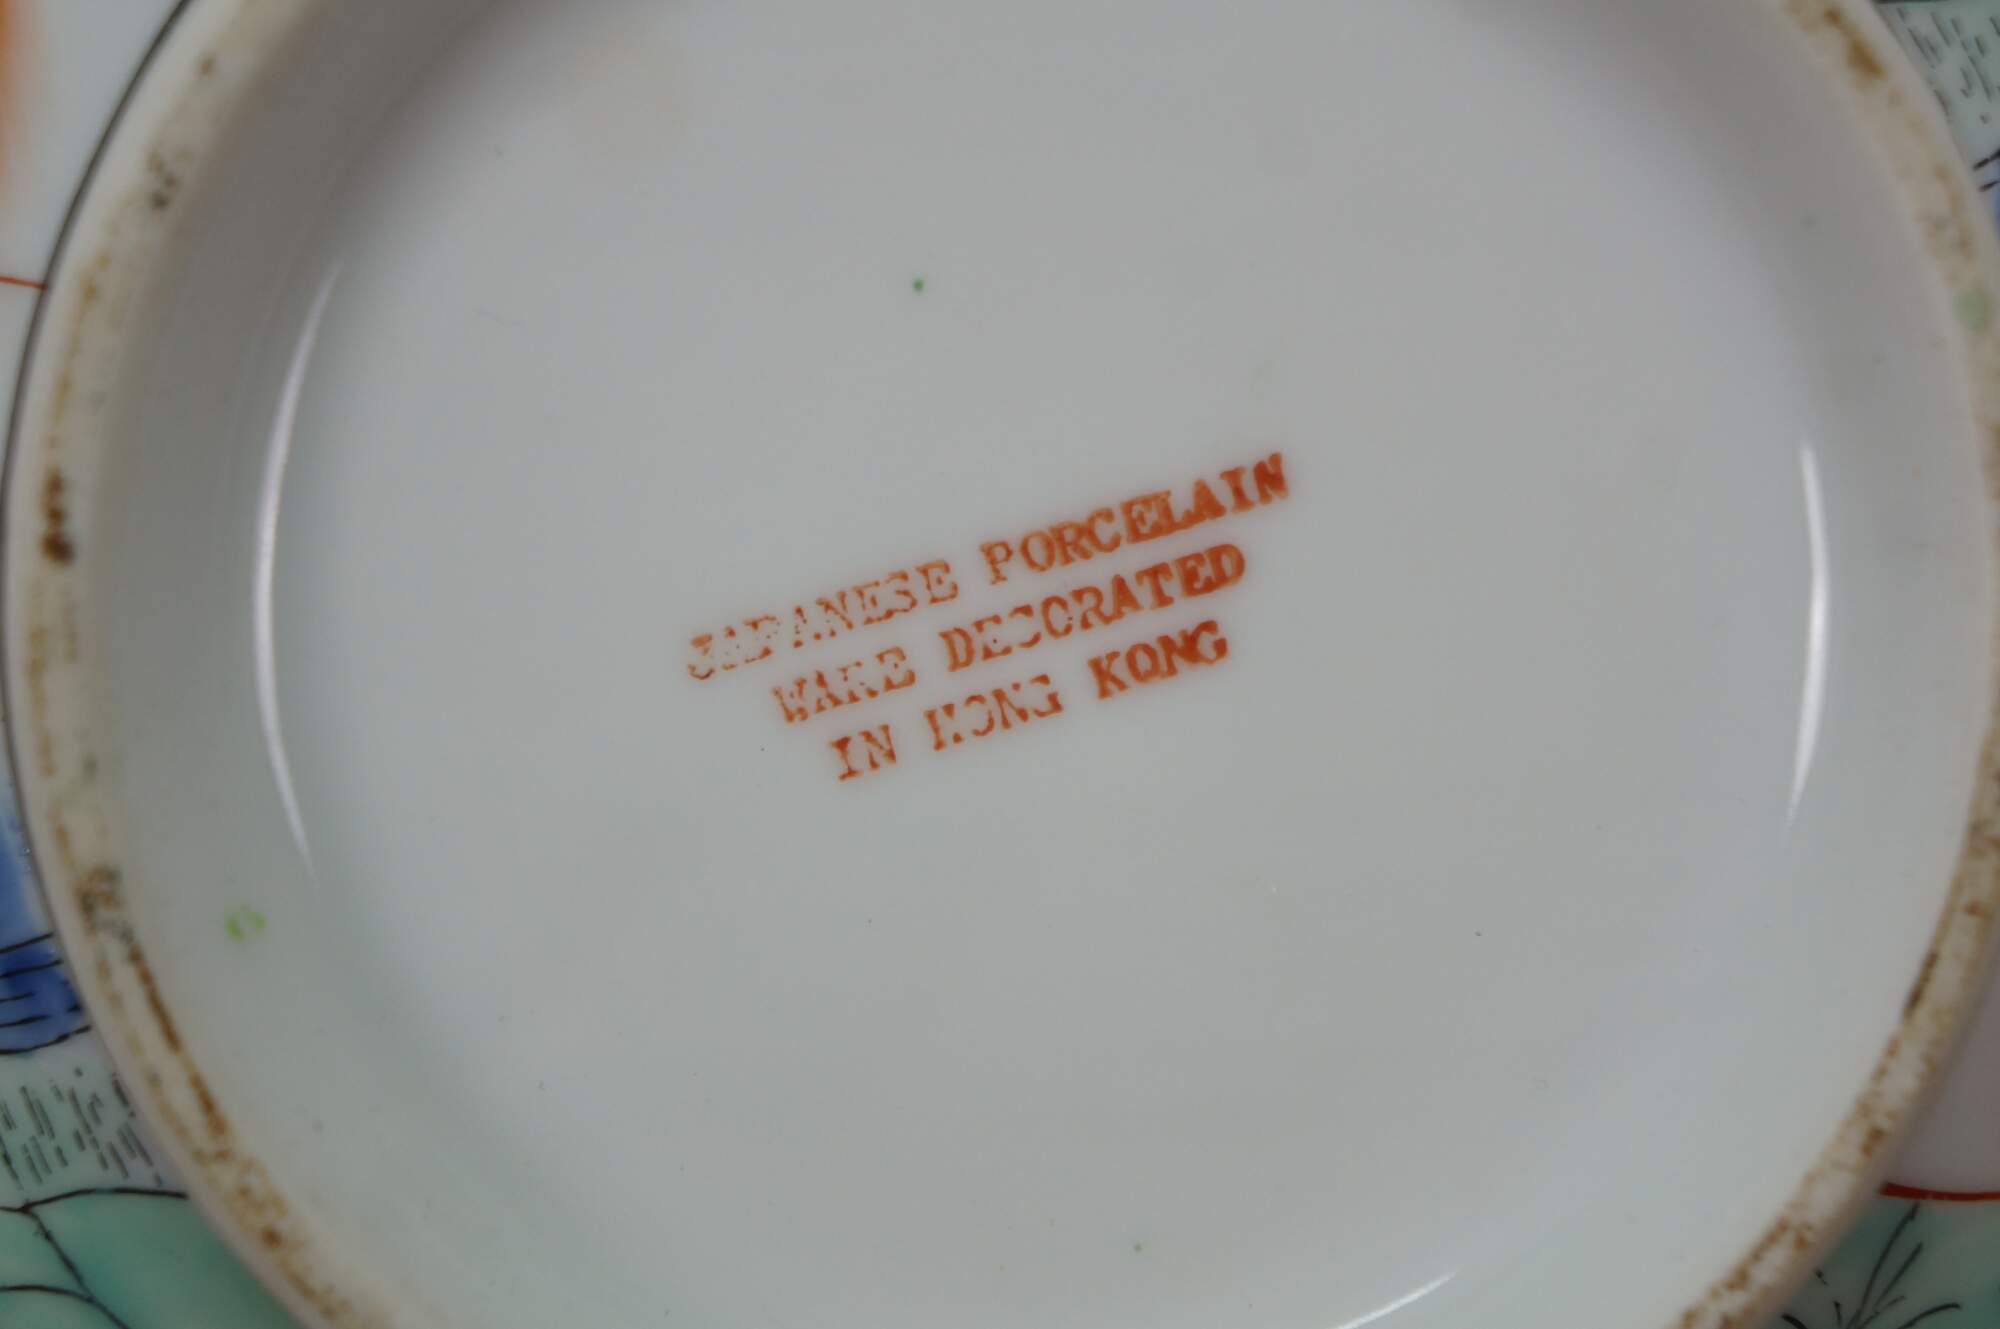 JAPANESE PORCELAIN
WARE DECORATED
IN HONG KONG